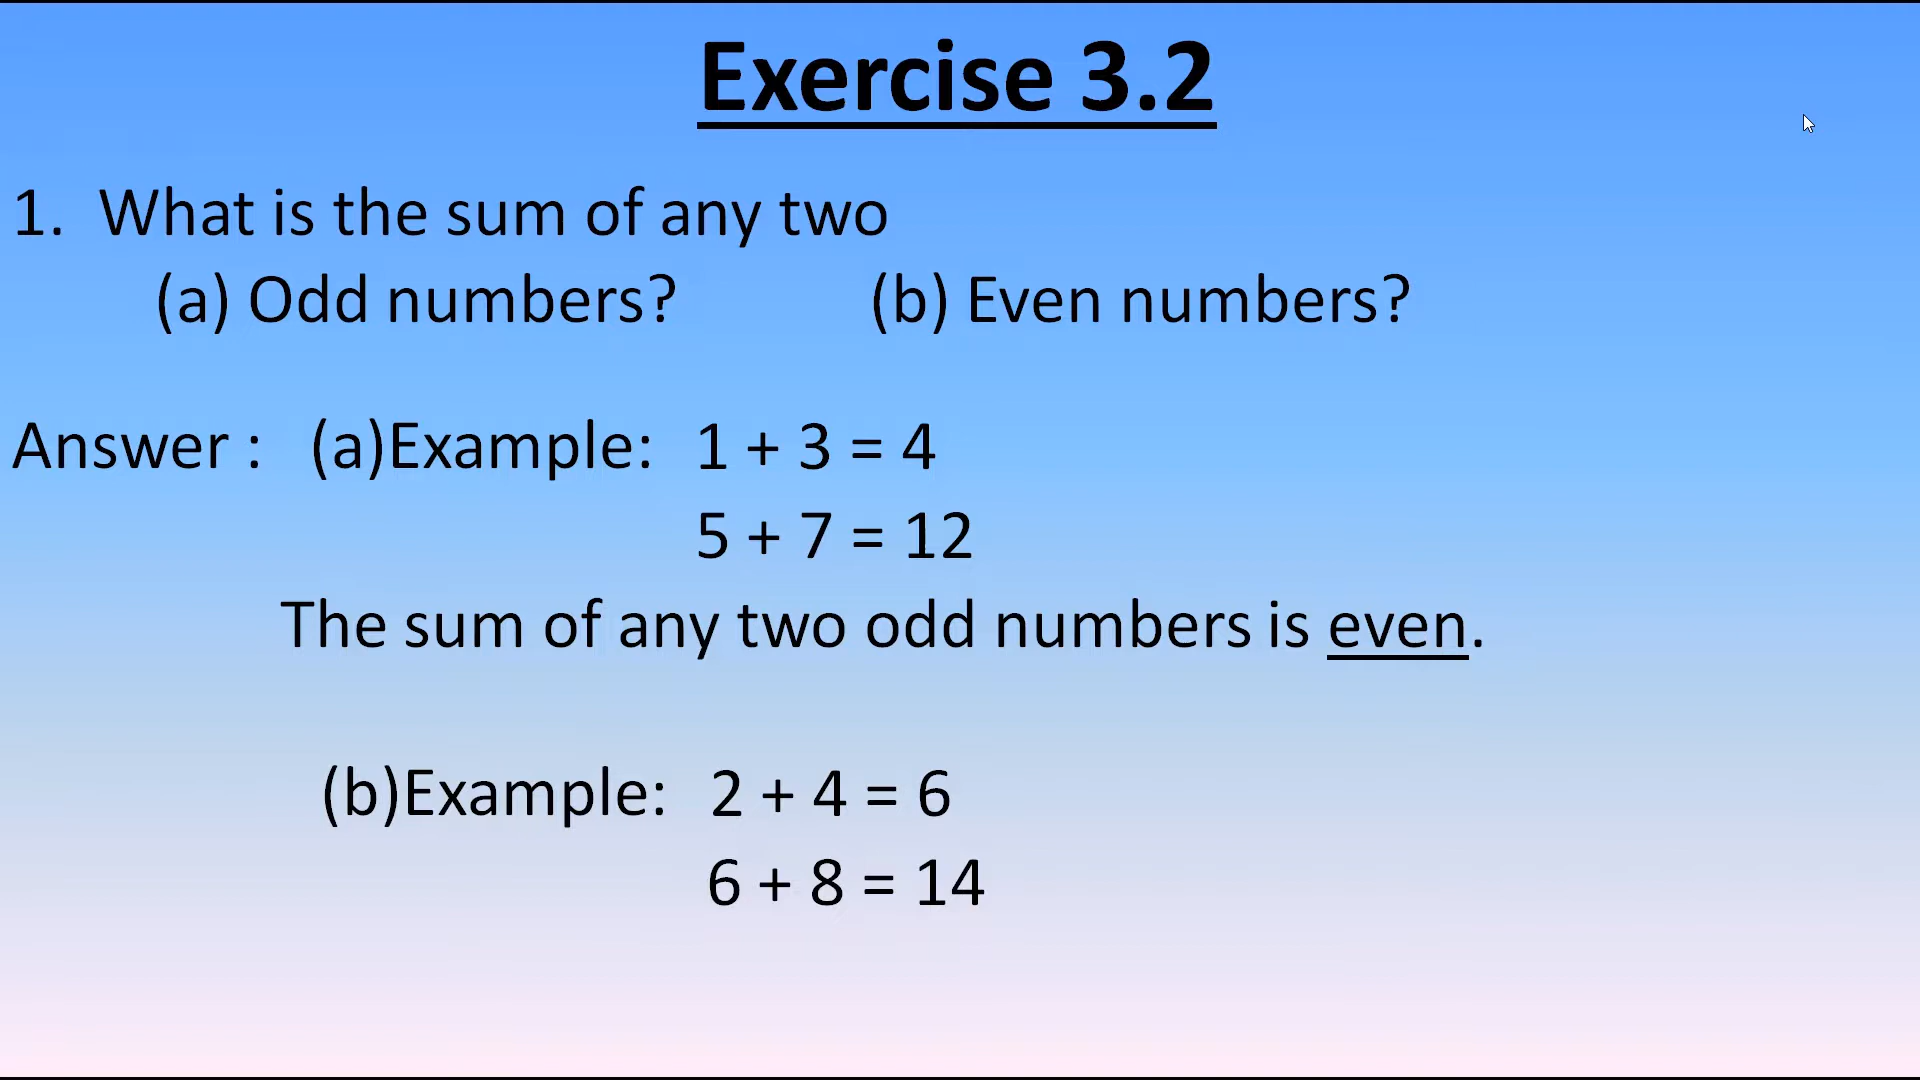 Exercise 3.2
1. What is the sum of any two
(a) Odd numbers? (b) Even numbers?
Answer : (a)Example: 1 + 3 = 4
5 + 7 = 12
The sum of any two odd numbers is even.
(b)Example: 2 + 4 = 6
6 + 8 = 14